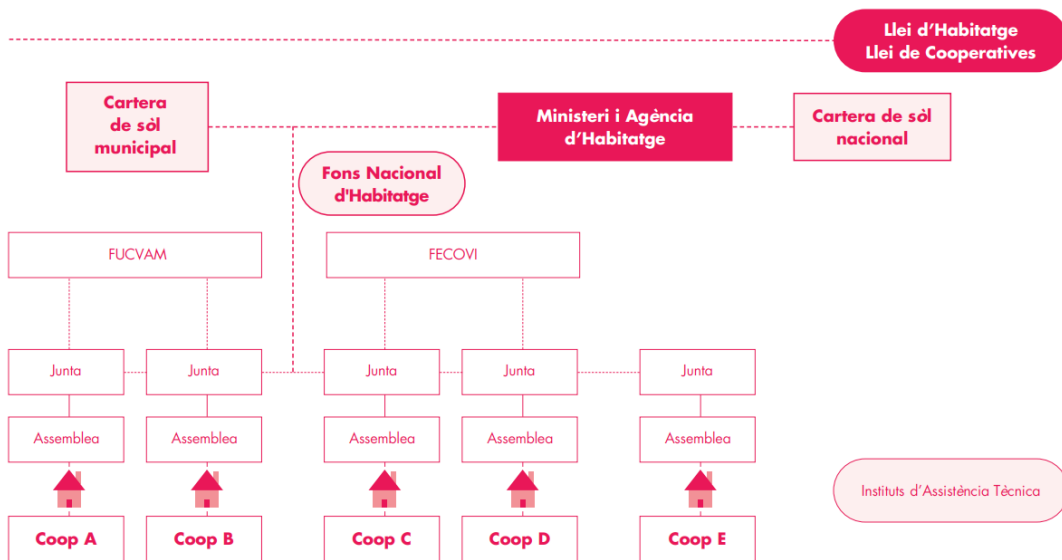 Llei d’Habitatge
Llei de Cooperatives
Cartera
de sòl
municipal
Ministeri i Agència
d’Habitatge
Cartera de sòl
nacional
Fons Nacional
d'Habitatge
FUCVAM
FECOVI
Junta
Junta
Junta
Junta
Junta
Assemblea
Assemblea
Assemblea
Assemblea
Assemblea
Instituts d’Assistència Tècnica
Coop A
Coop B
Coop C
Coop D
Coop E